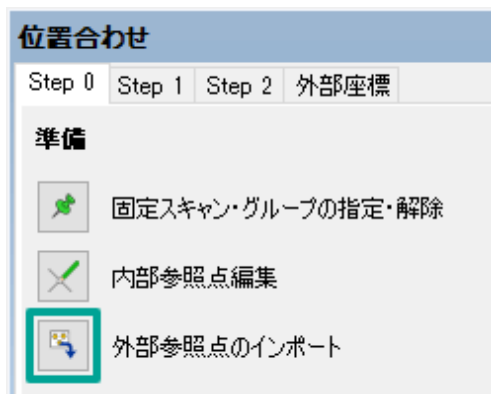 位置合わせ
Step 0 Step 1 Step 2 外部座標
準備
固定スキャン・グループの指定・解除
内部参照点編集
外部参照点のインポート